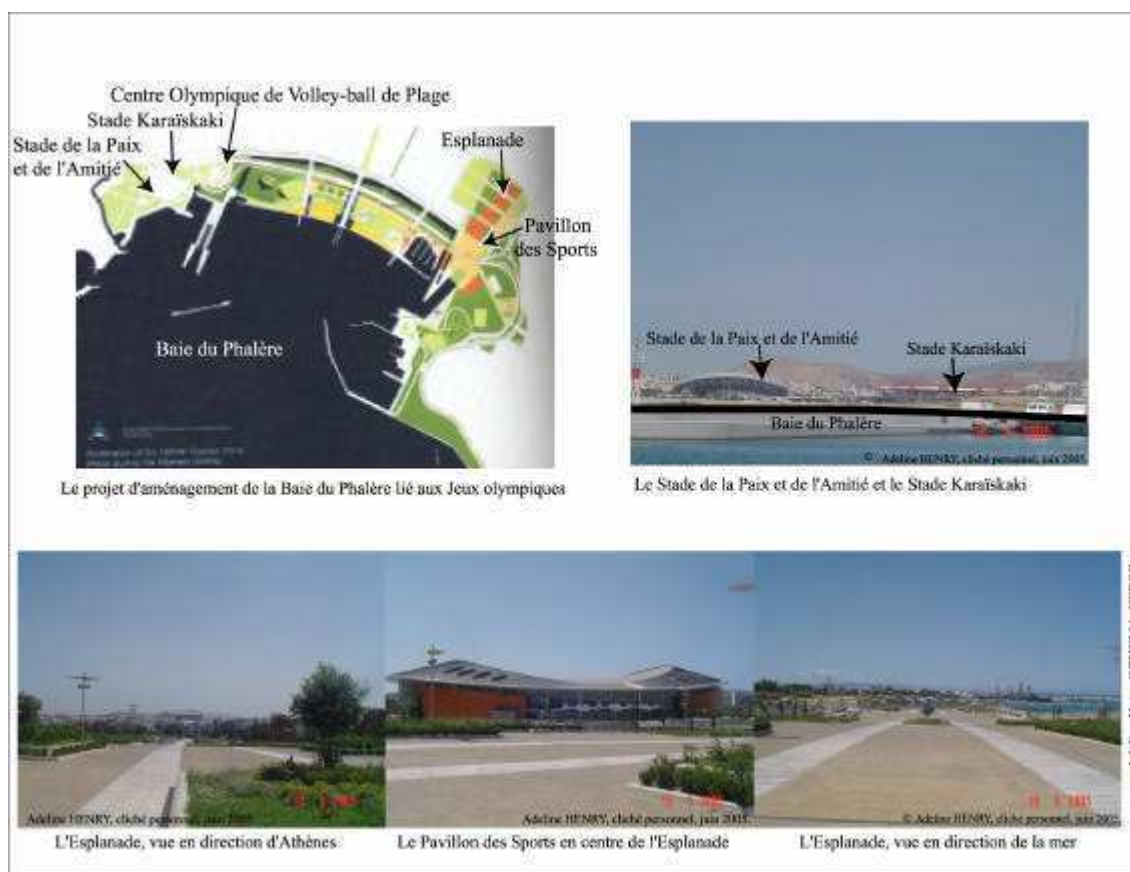 Centre Olympique de Volley-ball de Plage
Stade Karaïskaki
Stade de la Paix
et de l'Amitié
Esplanade
Pavillon
des Sports
Baie du Phalère
Le projet d'aménagement de la Baie du Phalère lié aux Jeux olympiques
Stade de la Paix et de l'Amitié
Stade Karaïskaki
Baie du Phalère
© Adeline HENRY, cliché personnel, juin 2005.
Le Stade de la Paix et de l'Amitié et le Stade Karaïskaki
Adeline HENRY, cliché personnel, juin 2005.
L'Esplanade, vue en direction d'Athènes
Adeline HENRY, cliché personnel, juin 2005.
Le Pavillon des Sports en centre de l'Esplanade
© Adeline HENRY, cliché personnel, juin 2005.
L'Esplanade, vue en direction de la mer